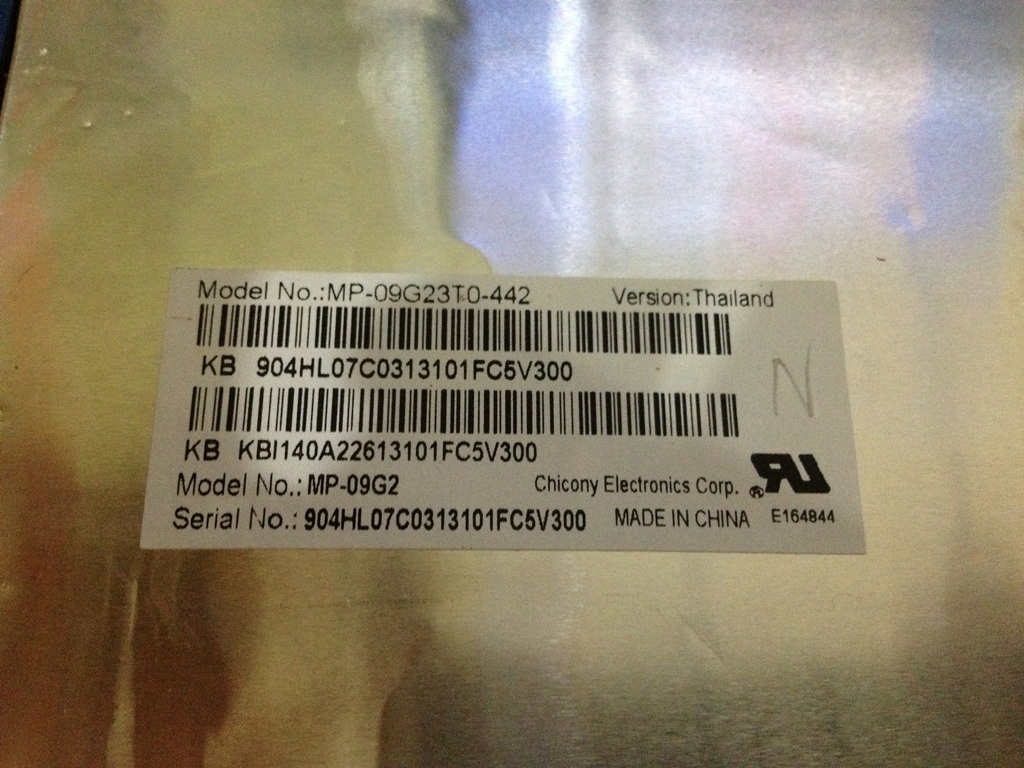 Model No.:MP-09G23T0-442 Version:Thailand
KB 904HL07C0313101FC5V300
N
KB KBI140A22613101FC5V300
Model No.: MP-09G2 Chicony Electronics Corp. ® RU
Serial No.: 904HL07C0313101FC5V300 MADE IN CHINA E164844